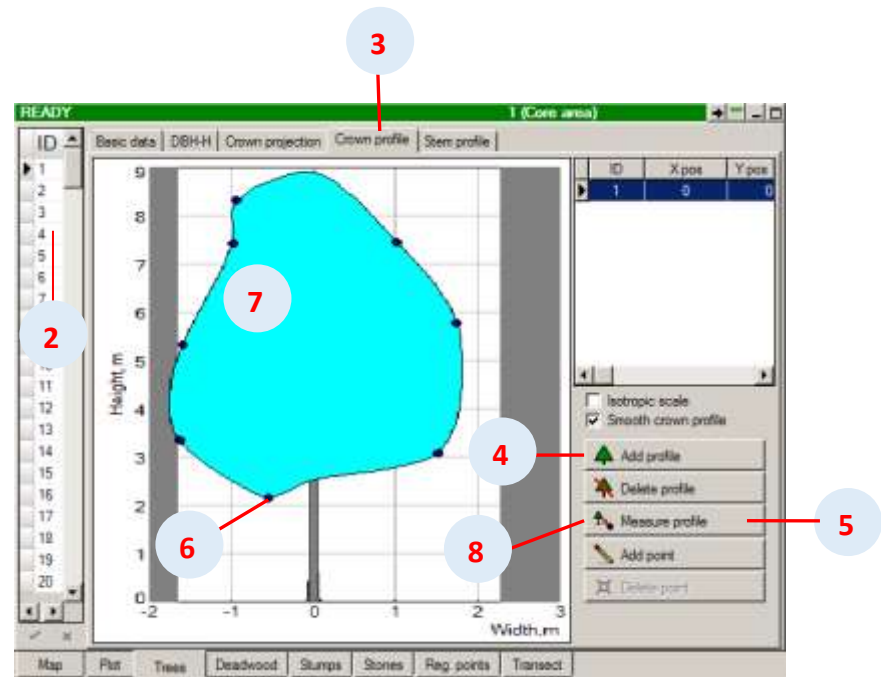 3
READY 1 (Core area)
ID
Basic data DBH-H Crown projection Crown profile Stem profile
1
2
3
4
5
6
7
2
11
12
13
14
15
16
17
18
19
20
9
8
7
6
5
4
3
2
1
0
Height, m
-2 -1 0 1 2 3
Width, m
7
6
ID X pos Y pos
1 0 0
Isotropic scale
Smooth crown profile
4
Add profile
Delete profile
8
Measure profile
5
Add point
Delete point
Map Plot Trees Deadwood Stumps Stories Reg. points Transect